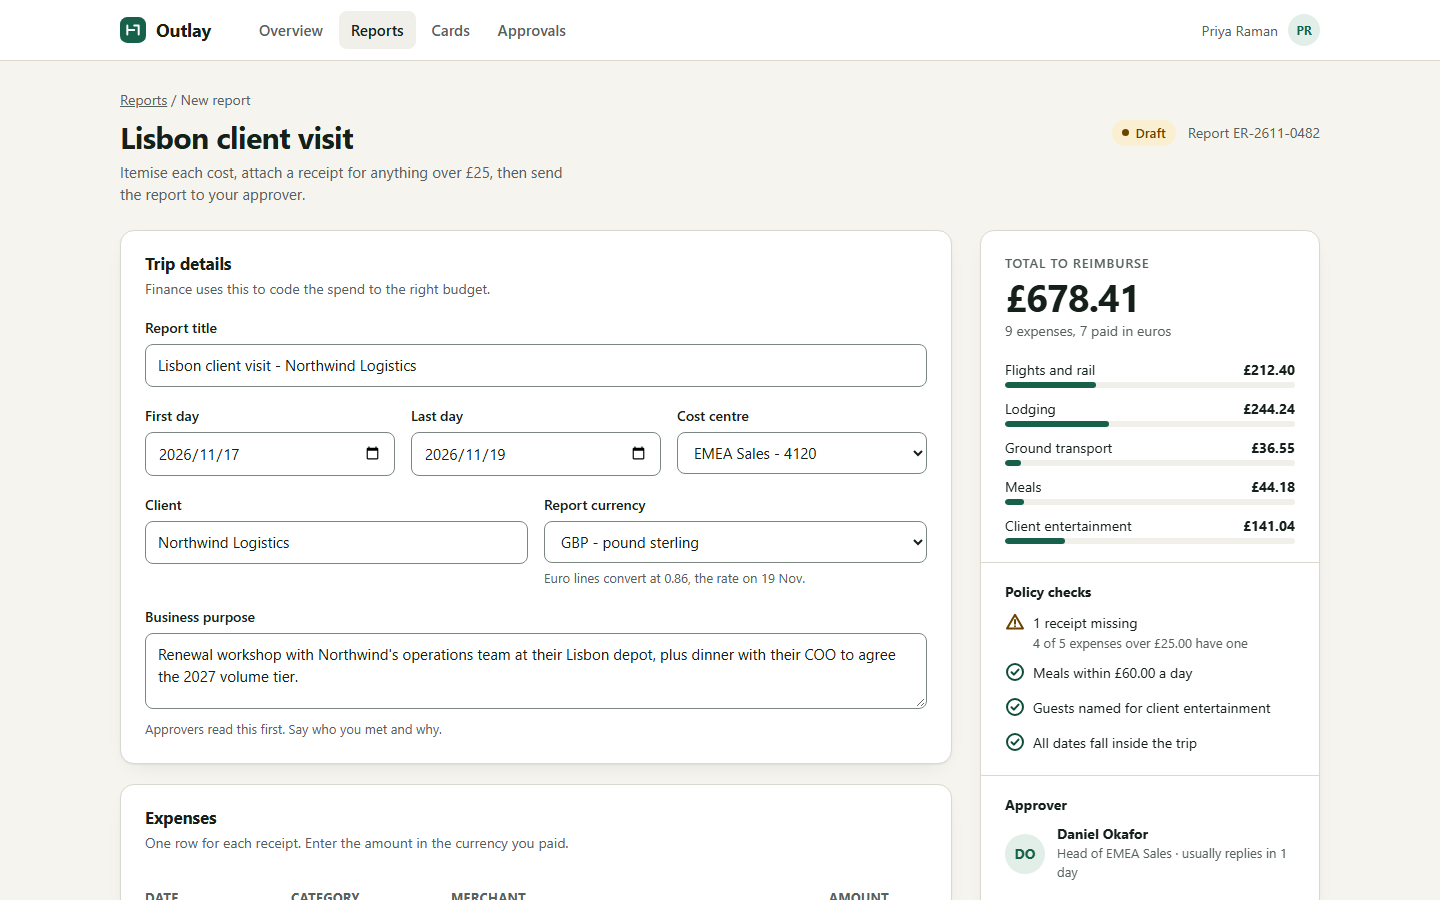 Outlay
Overview
Reports
Cards
Approvals
Priya Raman
PR
Reports / New report
Lisbon client visit
Itemise each cost, attach a receipt for anything over £25, then send
the report to your approver.
Draft
Report ER-2611-0482
Trip details
Finance uses this to code the spend to the right budget.
Report title
Lisbon client visit - Northwind Logistics
First day
Last day
Cost centre
2026/11/17
2026/11/19
EMEA Sales - 4120
Client
Report currency
Northwind Logistics
GBP - pound sterling
Euro lines convert at 0.86, the rate on 19 Nov.
Business purpose
Renewal workshop with Northwind's operations team at their Lisbon depot, plus dinner with their COO to agree
the 2027 volume tier.
Approvers read this first. Say who you met and why.
Expenses
One row for each receipt. Enter the amount in the currency you paid.
DATE
CATEGORY
MERCHANT
AMOUNT
TOTAL TO REIMBURSE
£678.41
9 expenses, 7 paid in euros
Flights and rail £212.40
Lodging £244.24
Ground transport £36.55
Meals £44.18
Client entertainment £141.04
Policy checks
1 receipt missing
4 of 5 expenses over £25.00 have one
Meals within £60.00 a day
Guests named for client entertainment
All dates fall inside the trip
Approver
DO
Daniel Okafor
Head of EMEA Sales · usually replies in 1
day